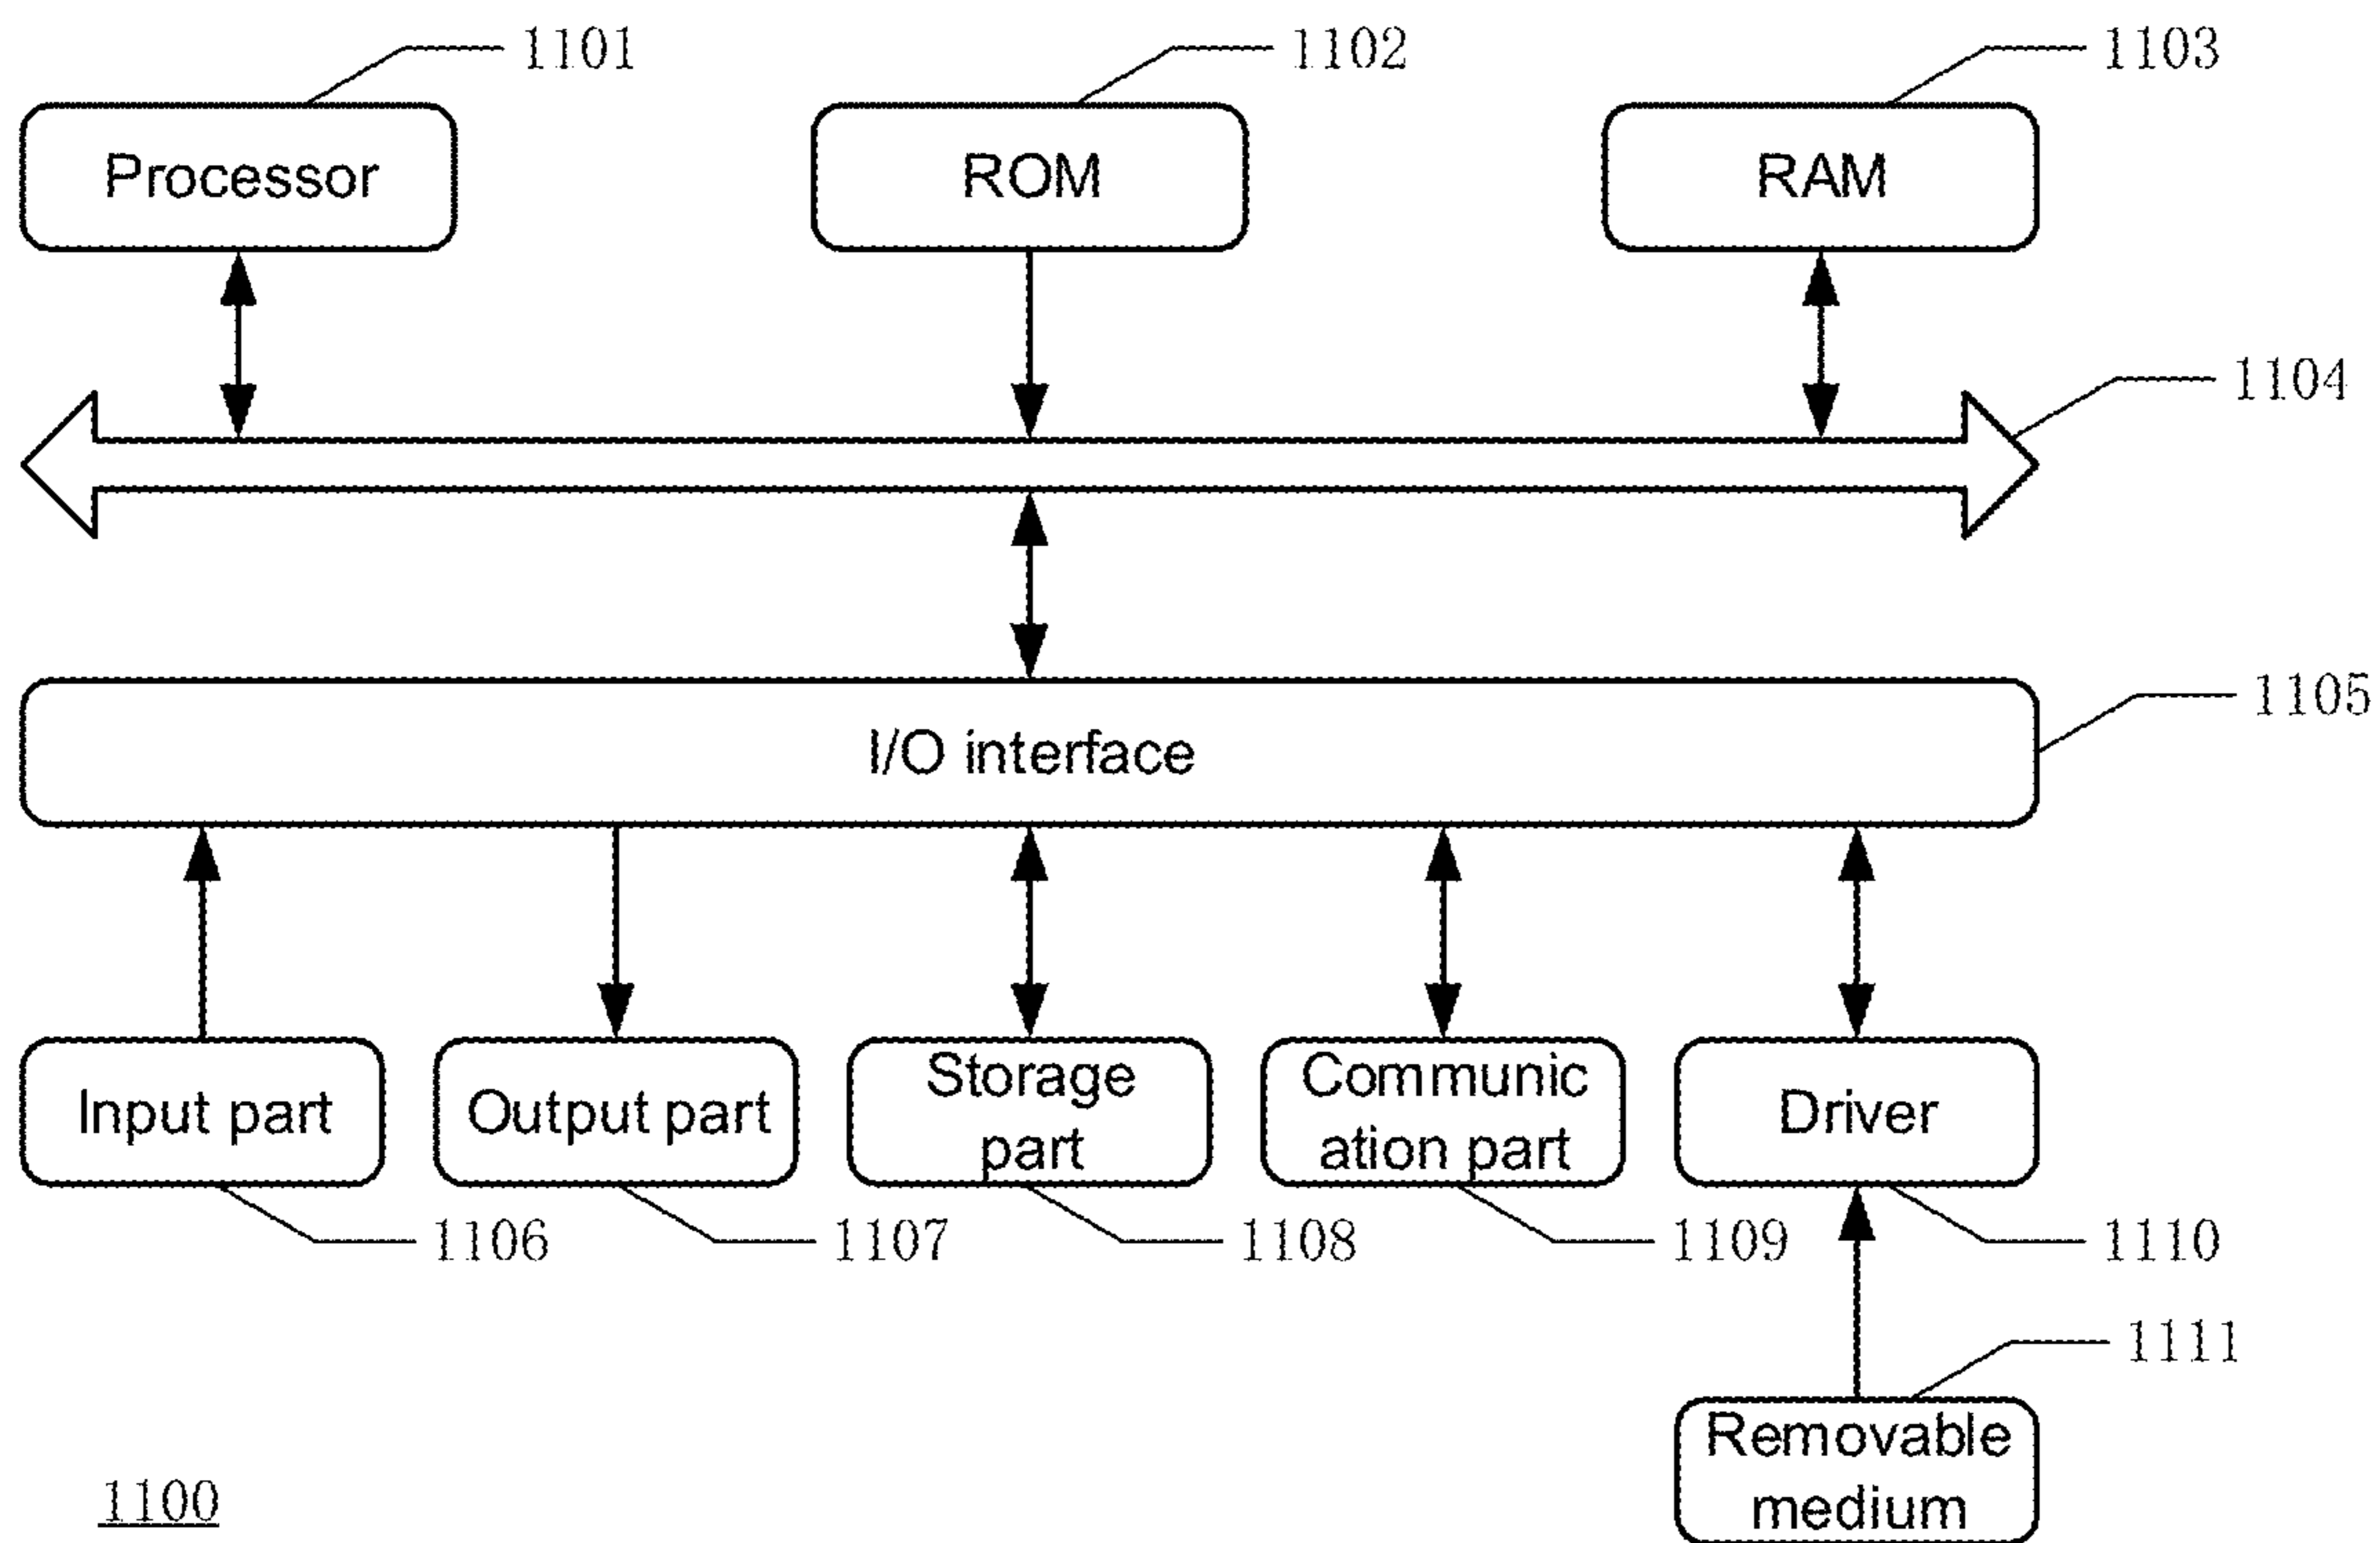 1101
1102
1103
Processor
ROM
RAM
1104
1105
I/O interface
Input part
Output part
Storage
part
Communic
ation part
Driver
1106
1107
1108
1109
1110
1111
Removable
medium
1100